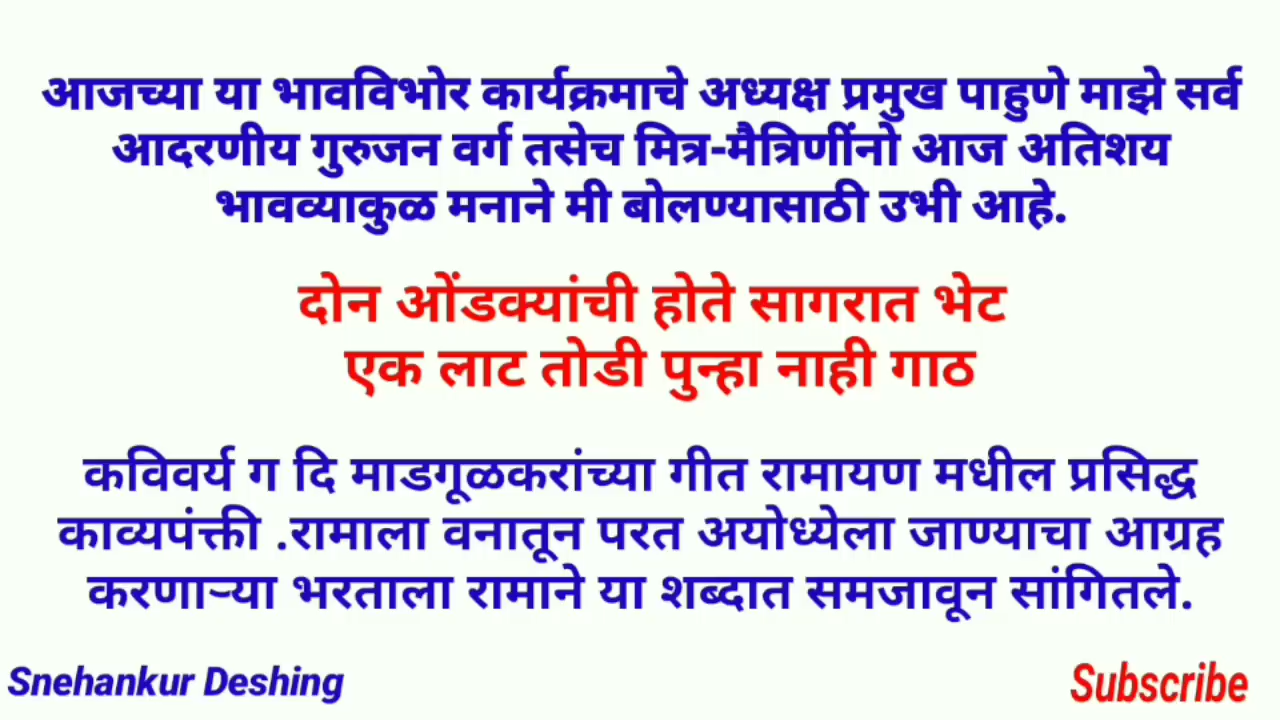 आजच्या या भावविभोर कार्यक्रमाचे अध्यक्ष प्रमुख पाहुणे माझे सर्व
आदरणीय गुरुजन वर्ग तसेच मित्र-मैत्रिणींनो आज अतिशय
भावव्याकुळ मनाने मी बोलण्यासाठी उभी आहे.
दोन ओंडक्यांची होते सागरात भेट
एक लाट तोडी पुन्हा नाही गाठ
कविवर्य ग दि माडगूळकरांच्या गीत रामायण मधील प्रसिद्ध
काव्यपंक्ती .रामाला वनातून परत अयोध्येला जाण्याचा आग्रह
करणाऱ्या भरताला रामाने या शब्दात समजावून सांगितले.
Snehankur Deshing
Subscribe